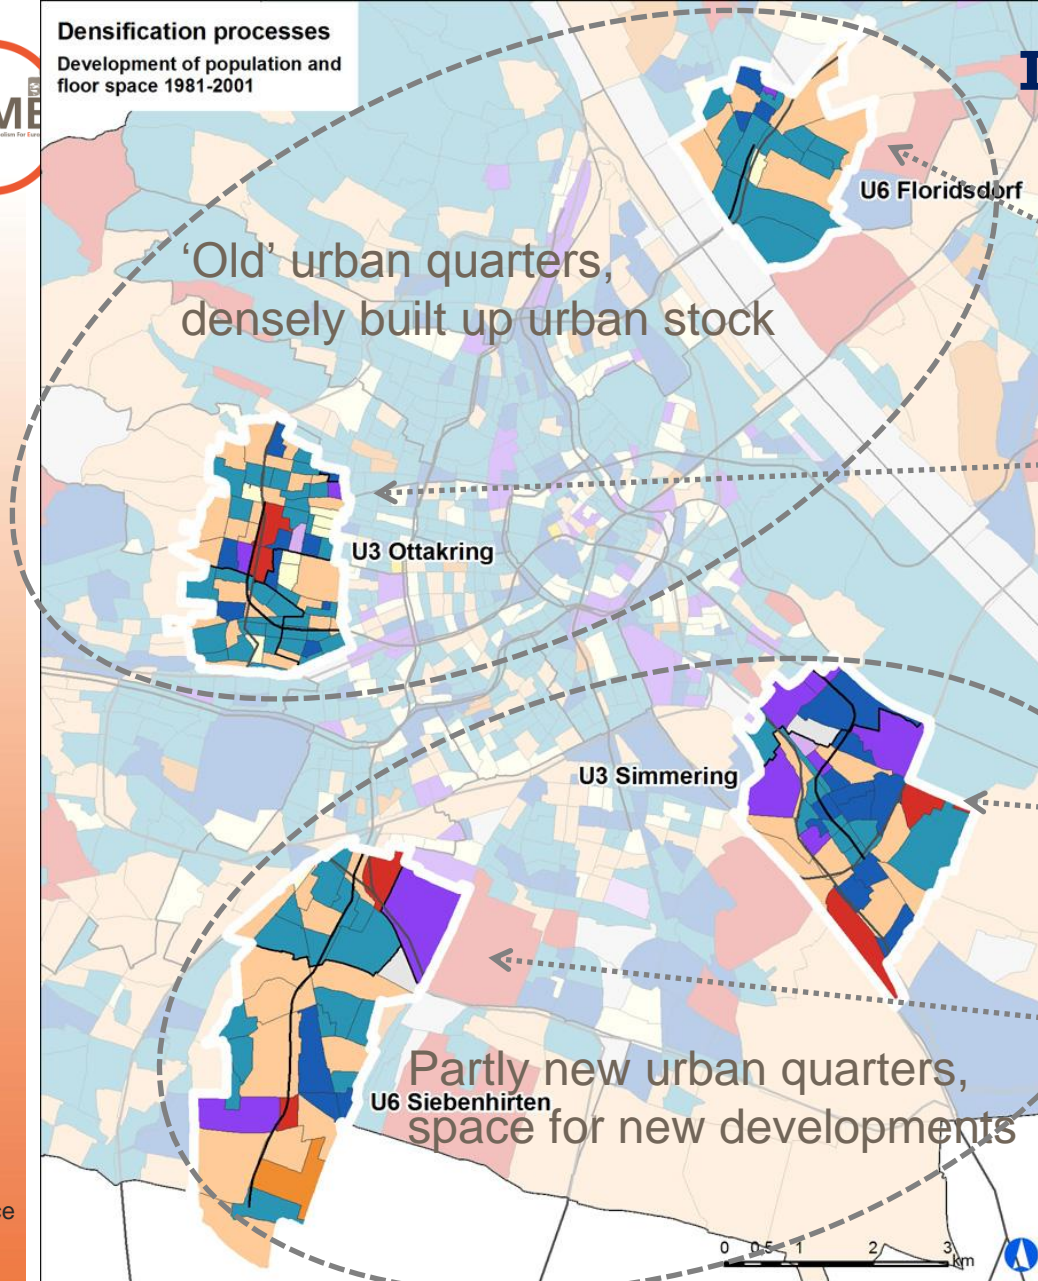 Densification processes
Development of population and
floor space 1981-2001
U6 Floridsdorf
‘Old’ urban quarters,
densely built up urban stock
U3 Ottakring
U3 Simmering
Partly new urban quarters,
U6 Siebenhirten
space for new developments
0 0,5 1 2 3
km